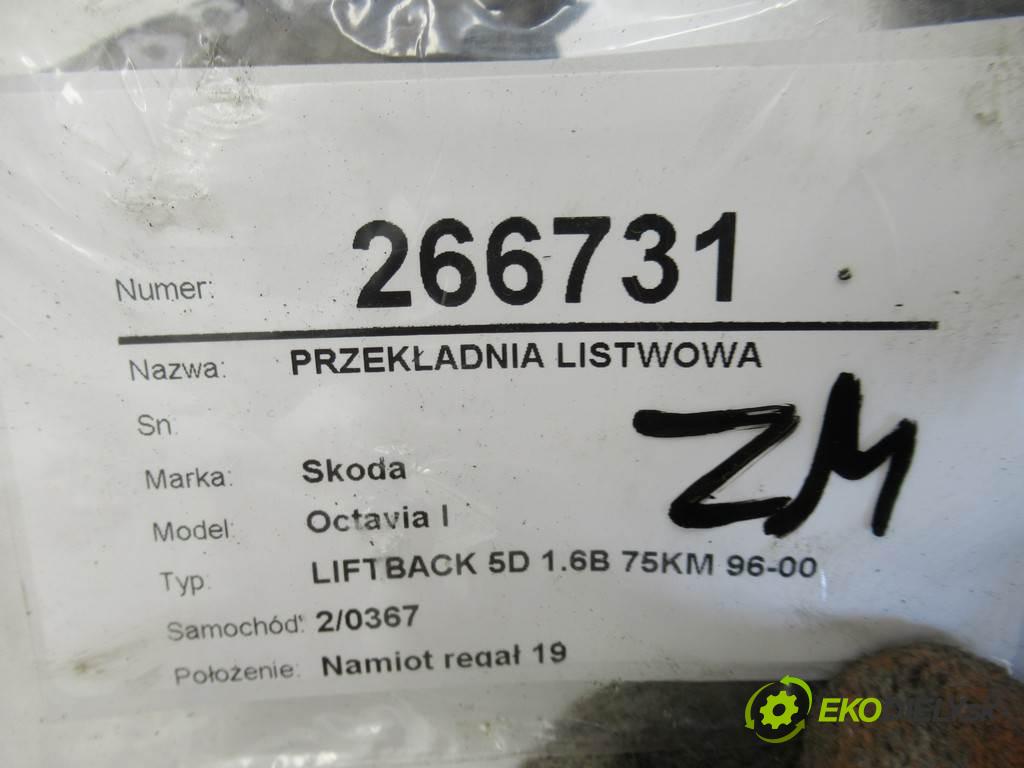 Numer: 266731
Nazwa: PRZEKŁADNIA LISTWOWA
Sn:
Marka: Skoda
Model: Octavia I
Typ: LIFTBACK 5D 1.6B 75KM 96-00
Samochód: 2/0367
Położenie: Namiot regał 19
ZM
EKO